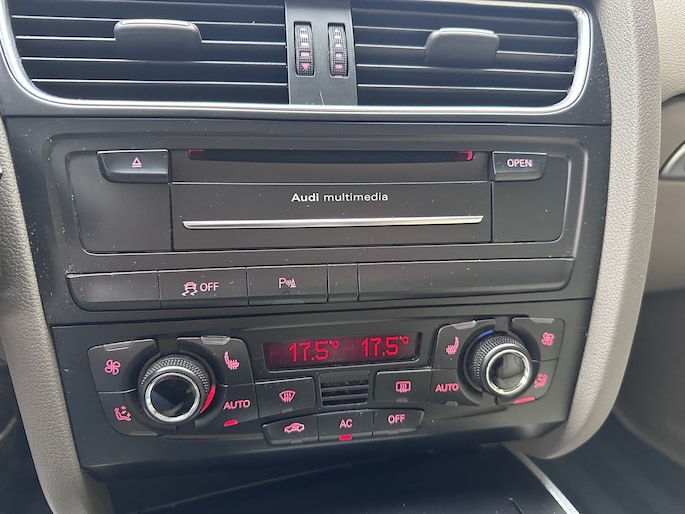 OPEN
Audi multimedia
OFF
P
17.5°C 17.5°C
AUTO
AUTO
AC
OFF